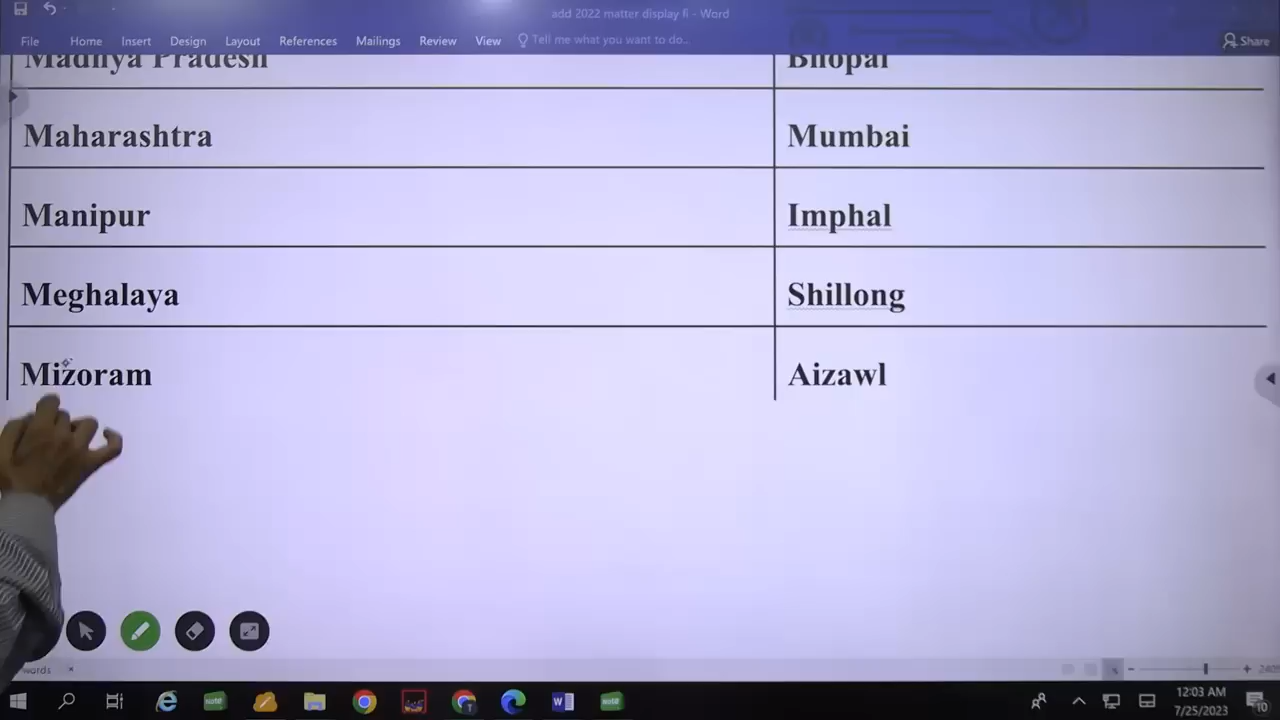 add 2022 matter display fi - Word
File Home Insert Design Layout References Mailings Review View Tell me what you want to do... Share
Madhya Pradesh Bhopal
Maharashtra Mumbai
Manipur Imphal
Meghalaya Shillong
Mizoram Aizawl
words
12:03 AM
7/25/2023
10